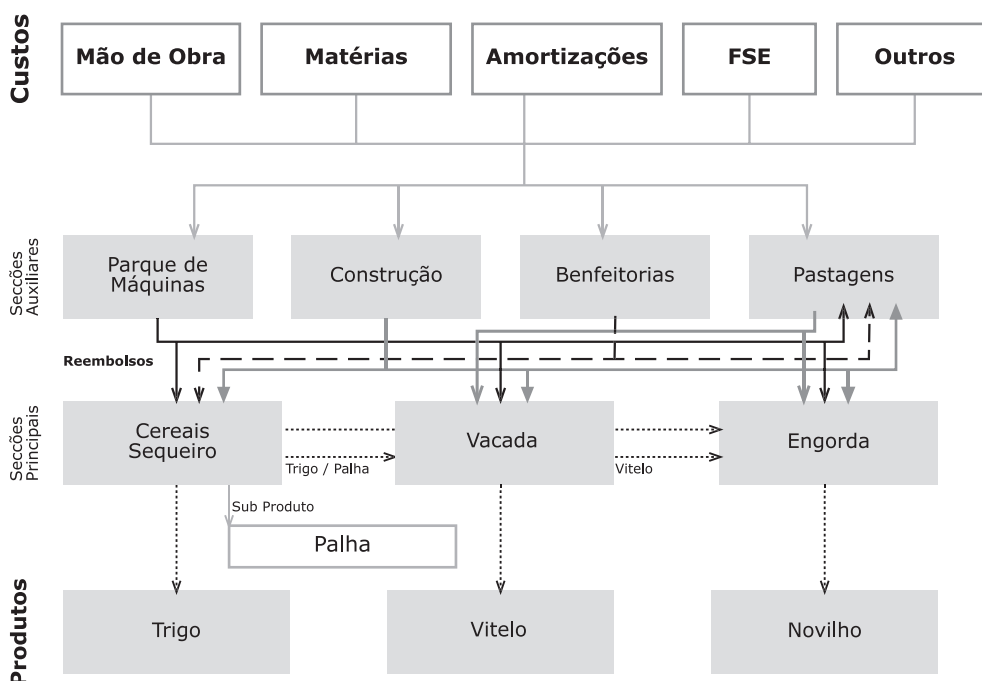 Custos
Mão de Obra
Matérias
Amortizações
FSE
Outros
Secções
Auxiliares
Parque de
Máquinas
Construção
Benfeitorias
Pastagens
Reembolsos
Secções
Principais
Cereais
Sequeiro
Vacada
Engorda
Trigo / Palha
Vitelo
Sub Produto
Palha
Produtos
Trigo
Vitelo
Novilho